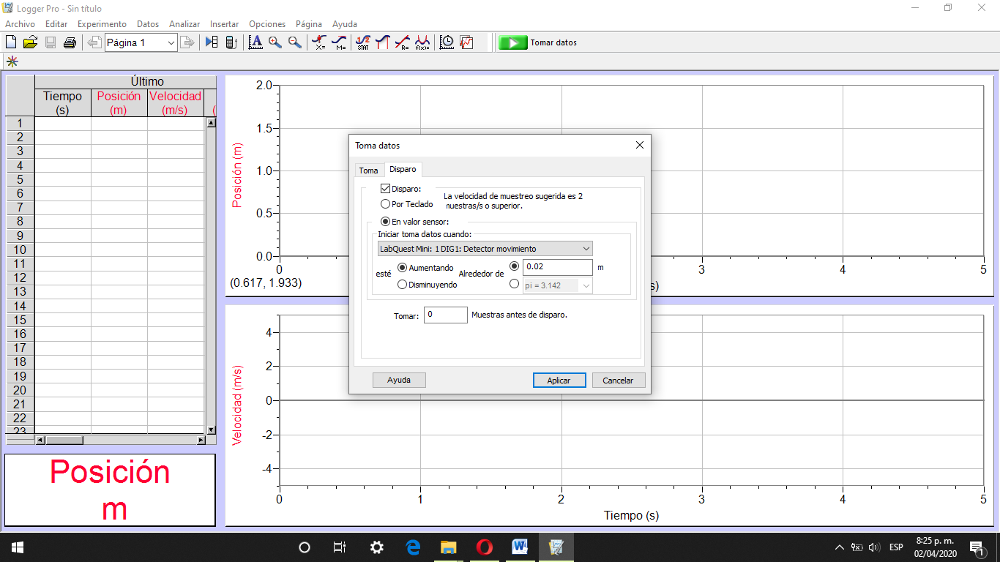 Logger Pro - Sin título
Archivo Editar Experimento Datos Analizar Insertar Opciones Página Ayuda
Página 1
X= M= STAT R= f(x)=
Tomar datos
Último
Tiempo Posición Velocidad
(s) (m) (m/s) (
1
2
3
4
5
6
7
8
9
10
11
12
13
14
15
16
17
18
19
20
21
22
23
Posición
m
Posición (m)
2.0
1.5
1.0
0.5
0.0
0 3 4 5
(0.617, 1.933)
s)
Toma datos
Toma Disparo
Disparo:
Por Teclado
La velocidad de muestreo sugerida es 2
muestras/s o superior.
En valor sensor:
Iniciar toma datos cuando:
LabQuest Mini: 1 DIG1: Detector movimiento
esté
Aumentando
Disminuyendo
Alrededor de
0.02 m
pi = 3.142
Tomar: 0 Muestras antes de disparo.
Ayuda Aplicar Cancelar
Velocidad (m/s)
4
2
0
-2
-4
0 1 2 3 4 5
Tiempo (s)
ESP
8:25 p. m.
02/04/2020
1